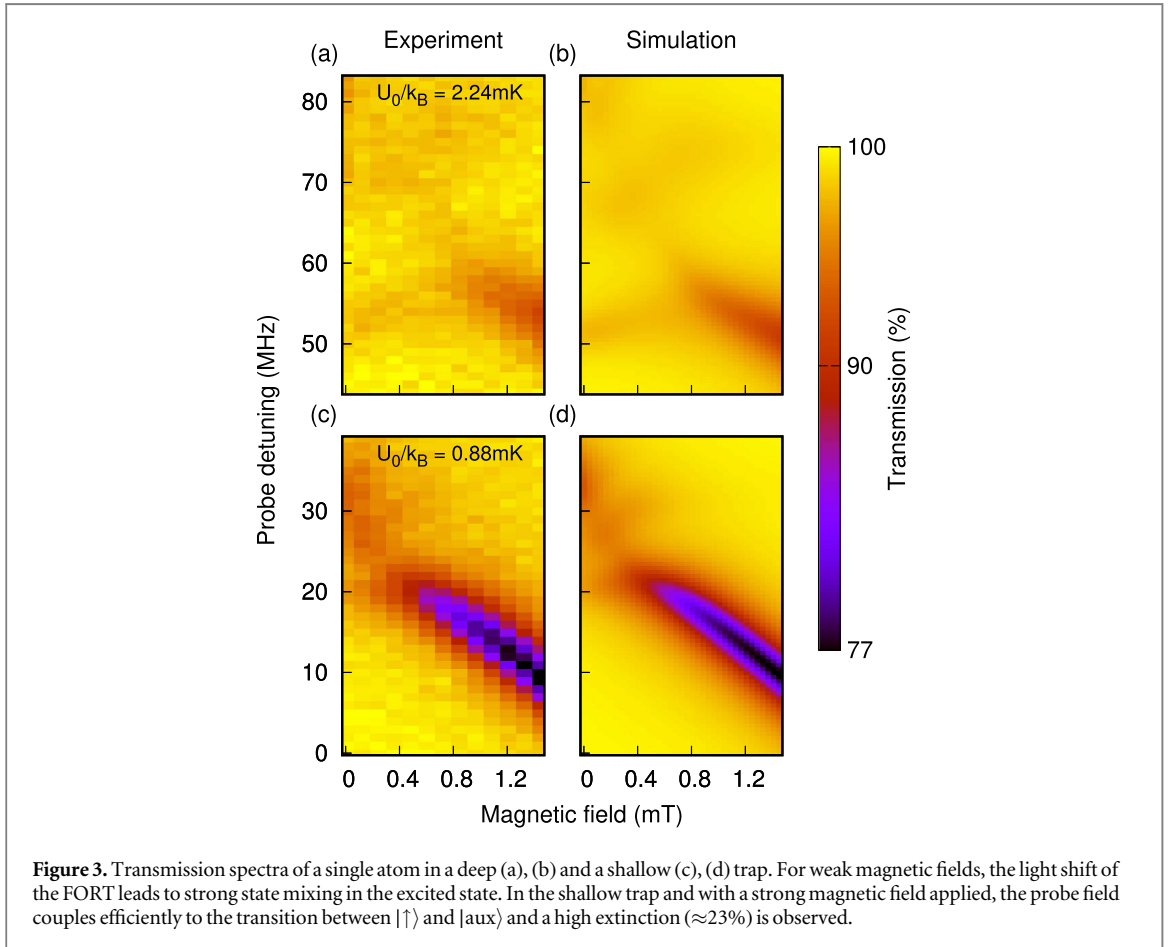 Experiment
Simulation
(a)
(b)
U₀/k_B = 2.24mK
80
70
60
50
(c)
(d)
U₀/k_B = 0.88mK
30
20
10
0
0 0.4 0.8 1.2
0 0.4 0.8 1.2
Probe detuning (MHz)
Magnetic field (mT)
100
90
77
Transmission (%)
Figure 3. Transmission spectra of a single atom in a deep (a), (b) and a shallow (c), (d) trap. For weak magnetic fields, the light shift of
the FORT leads to strong state mixing in the excited state. In the shallow trap and with a strong magnetic field applied, the probe field
couples efficiently to the transition between |↑⟩ and |aux⟩ and a high extinction (≈23%) is observed.